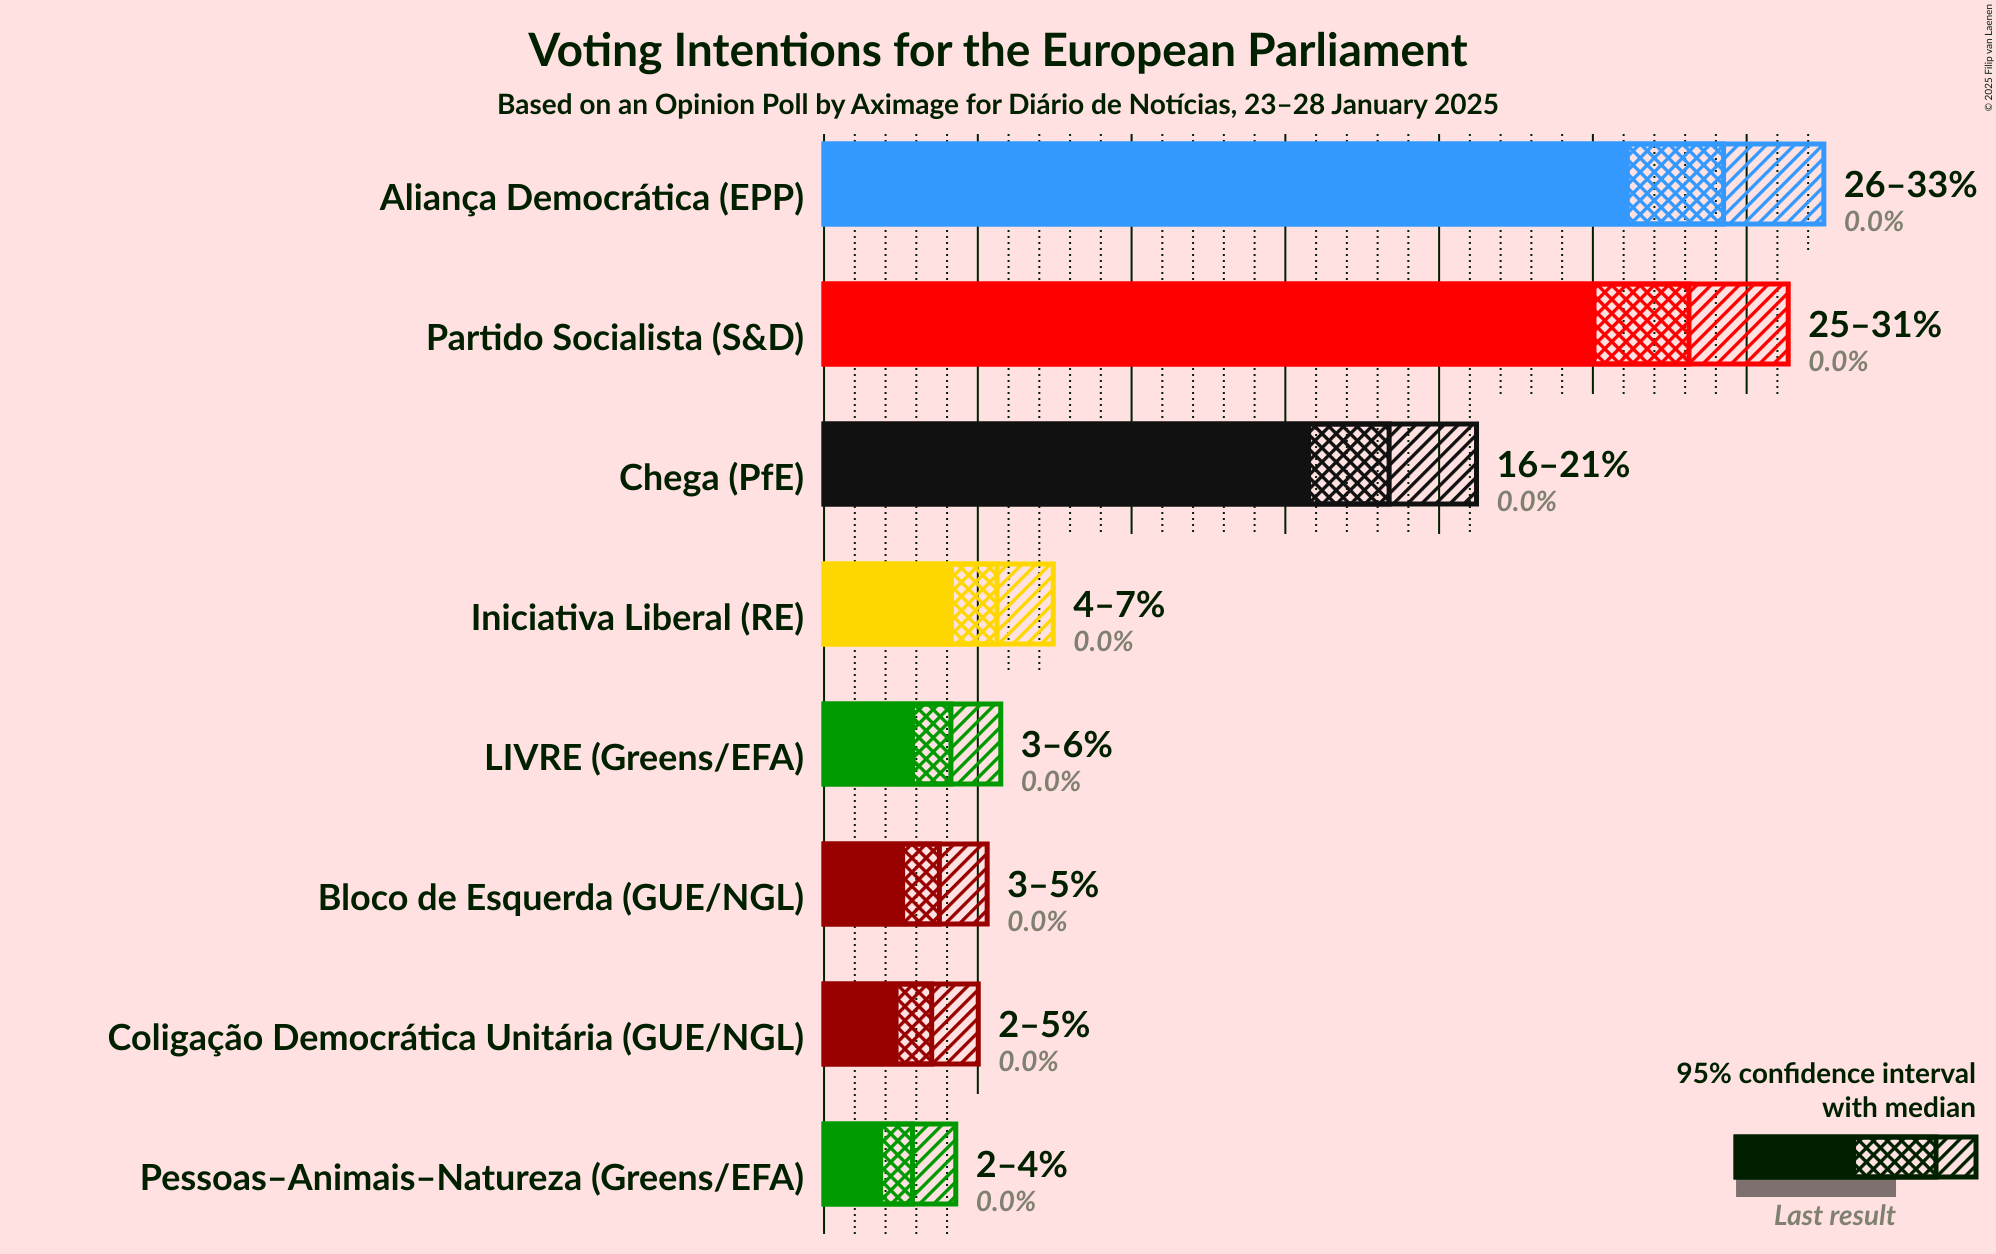 Voting Intentions for the European Parliament
Based on an Opinion Poll by Aximage for Diário de Notícias, 23–28 January 2025
© 2025 Filip van Laenen
Aliança Democrática (EPP)
26–33%
0.0%
Partido Socialista (S&D)
25–31%
0.0%
Chega (PfE)
16–21%
0.0%
Iniciativa Liberal (RE)
4–7%
0.0%
LIVRE (Greens/EFA)
3–6%
0.0%
Bloco de Esquerda (GUE/NGL)
3–5%
0.0%
Coligação Democrática Unitária (GUE/NGL)
2–5%
0.0%
Pessoas–Animais–Natureza (Greens/EFA)
2–4%
0.0%
95% confidence interval
with median
Last result